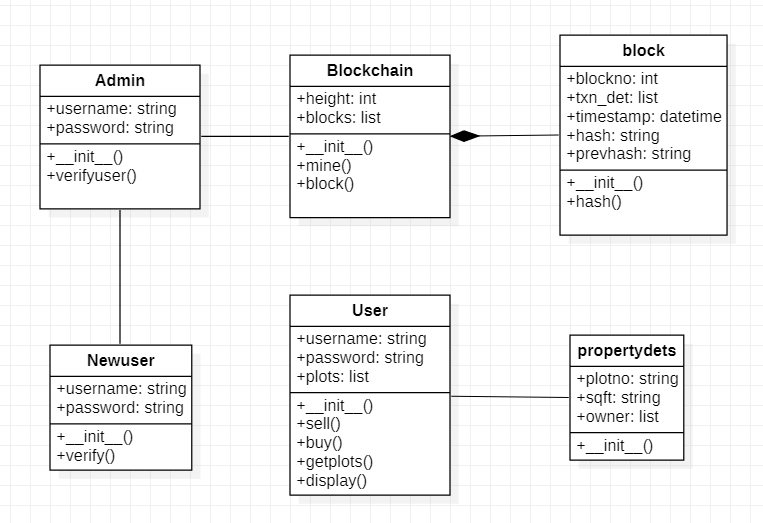 Admin
+username: string
+password: string
+__init__()
+verifyuser()
Blockchain
+height: int
+blocks: list
+__init__()
+mine()
+block()
block
+blockno: int
+txn_det: list
+timestamp: datetime
+hash: string
+prevhash: string
+__init__()
+hash()
Newuser
+username: string
+password: string
+__init__()
+verify()
User
+username: string
+password: string
+plots: list
+__init__()
+sell()
+buy()
+getplots()
+display()
propertydets
+plotno: string
+sqft: string
+owner: list
+__init__()